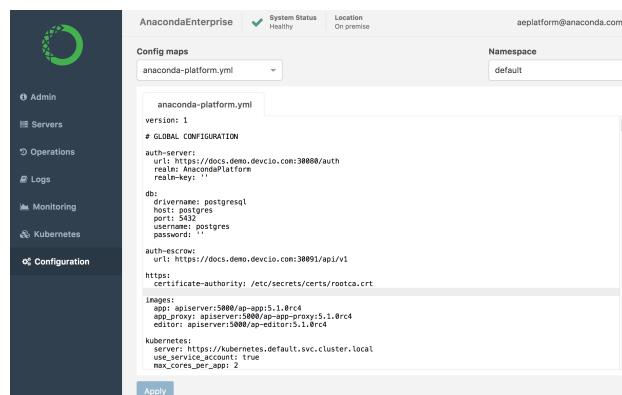 AnacondaEnterprise
System Status
Healthy
Location
On premise
aeplatform@anaconda.com
Config maps
Namespace
anaconda-platform.yml
default
Admin
Servers
Operations
Logs
Monitoring
Kubernetes
Configuration
anaconda-platform.yml
version: 1
# GLOBAL CONFIGURATION
auth-server:
url: https://docs.demo.devcio.com:30080/auth
realm: AnacondaPlatform
realm-key: ''
db:
drivername: postgresql
host: postgres
port: 5432
username: postgres
password: ''
auth-escrow:
url: https://docs.demo.devcio.com:30091/api/v1
https:
certificate-authority: /etc/secrets/certs/rootca.crt
images:
app: apiserver:5000/ap-app:5.1.0rc4
app_proxy: apiserver:5000/ap-app-proxy:5.1.0rc4
editor: apiserver:5000/ap-editor:5.1.0rc4
kubernetes:
server: https://kubernetes.default.svc.cluster.local
use_service_account: true
max_cores_per_app: 2
Apply